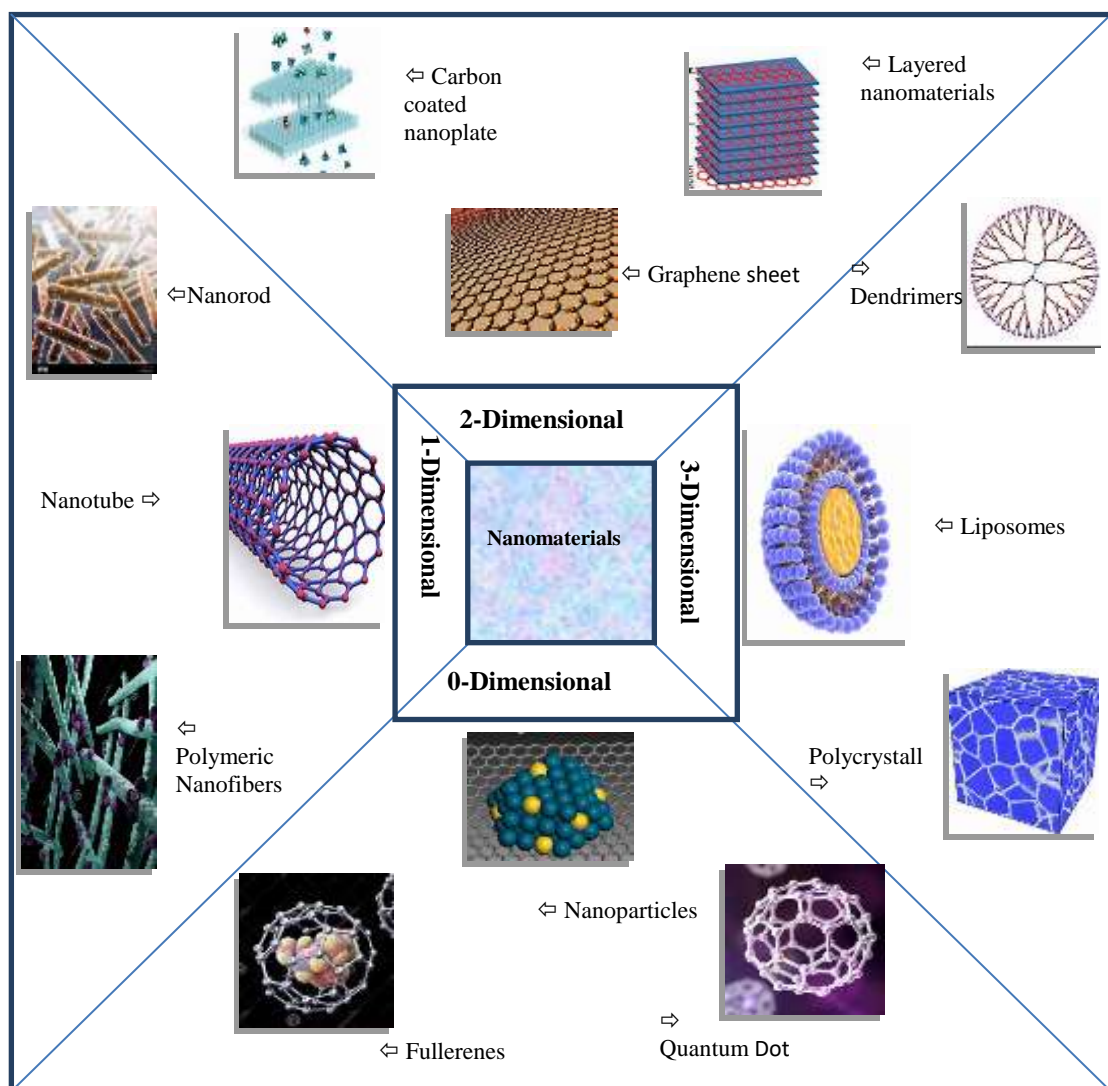 ⇦ Carbon
coated
nanoplate
⇦ Layered
nanomaterials
⇦Nanorod
⇦ Graphene sheet
⇨
Dendrimers
2-Dimensional
1-Dimensional
3-Dimensional
Nanomaterials
Nanotube ⇨
⇦ Liposomes
0-Dimensional
⇦
Polymeric
Nanofibers
Polycrystall
⇨
⇦ Nanoparticles
⇦ Fullerenes
⇨
Quantum Dot